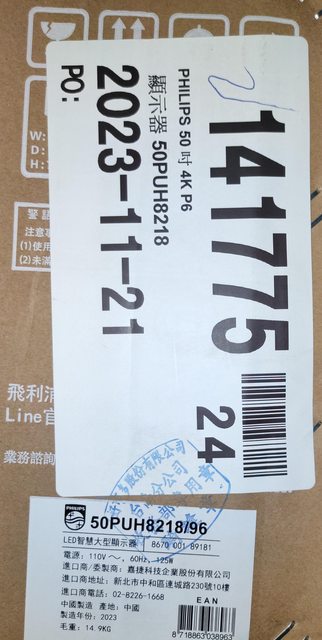 141775
24
PHILIPS 50 吋 4K P6
顯示器 50PUH8218
2023-11-21
PO:
W:
D:
H:
警語
注意事
(1)使用
(2)未滿
飛利浦
Line官
業務諮詢
PHILIPS
50PUH8218/96
LED智慧大型顯示器 8670 001 89181
電源: 110V ～, 60Hz, 125W
進口商/委製商: 嘉捷科技企業股份有限公司
進口商地址: 新北市中和區連城路230號10樓
進口商電話: 02-8226-1668
中國製造 產地: 中國
製造年份: 2023
毛重: 14.9KG
EAN